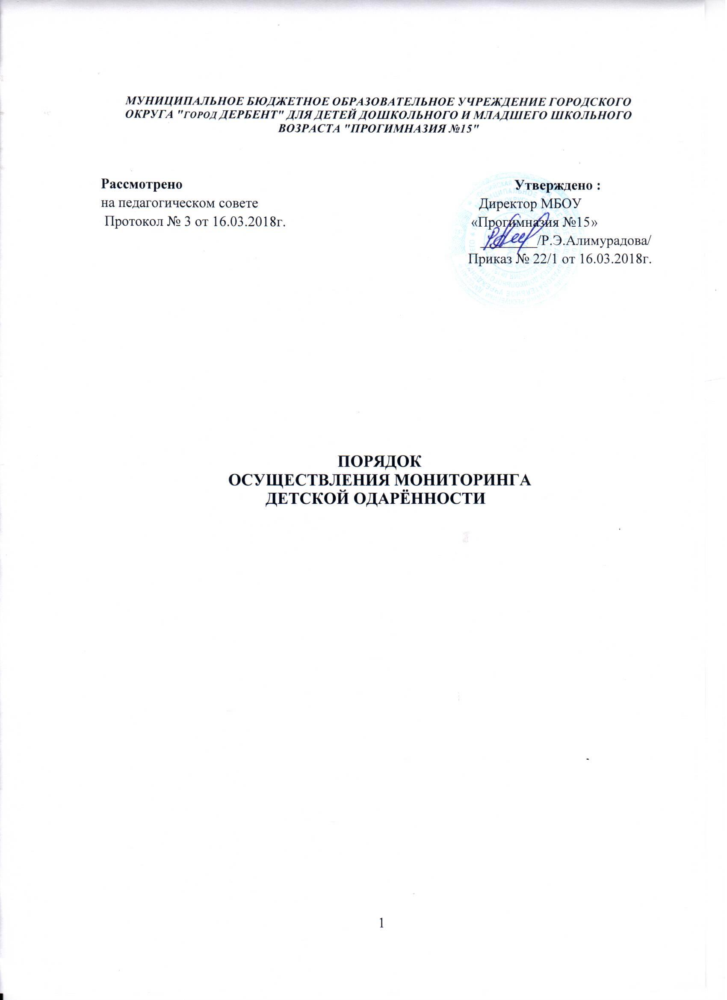 МУНИЦИПАЛЬНОЕ БЮДЖЕТНОЕ ОБРАЗОВАТЕЛЬНОЕ УЧРЕЖДЕНИЕ ГОРОДСКОГО
ОКРУГА "ГОРОД ДЕРБЕНТ" ДЛЯ ДЕТЕЙ ДОШКОЛЬНОГО И МЛАДШЕГО ШКОЛЬНОГО
ВОЗРАСТА "ПРОГИМНАЗИЯ №15"
Рассмотрено
на педагогическом совете
Протокол № 3 от 16.03.2018г.
Утверждено :
Директор МБОУ
«Прогимназия №15»
_________/Р.Э.Алимурадова/
Приказ № 22/1 от 16.03.2018г.
ПОРЯДОК
ОСУЩЕСТВЛЕНИЯ МОНИТОРИНГА
ДЕТСКОЙ ОДАРЁННОСТИ
1